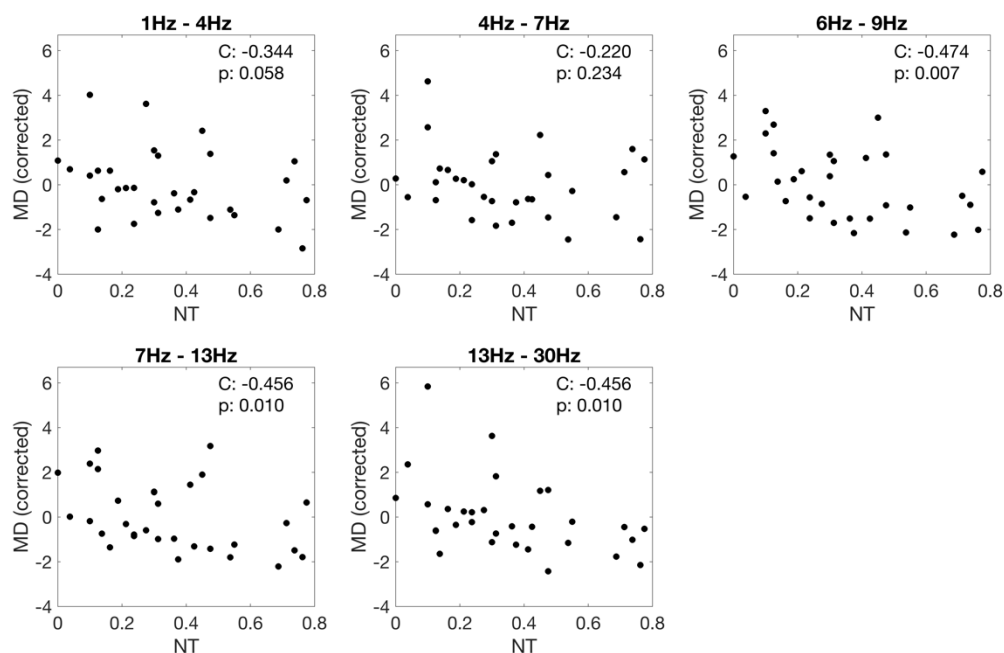 1Hz - 4Hz
C: -0.344
p: 0.058
6
4
2
0
-2
-4
MD (corrected)
0 0.2 0.4 0.6 0.8
NT
4Hz - 7Hz
C: -0.220
p: 0.234
6
4
2
0
-2
-4
MD (corrected)
0 0.2 0.4 0.6 0.8
NT
6Hz - 9Hz
C: -0.474
p: 0.007
6
4
2
0
-2
-4
MD (corrected)
0 0.2 0.4 0.6 0.8
NT
7Hz - 13Hz
C: -0.456
p: 0.010
6
4
2
0
-2
-4
MD (corrected)
0 0.2 0.4 0.6 0.8
NT
13Hz - 30Hz
C: -0.456
p: 0.010
6
4
2
0
-2
-4
MD (corrected)
0 0.2 0.4 0.6 0.8
NT